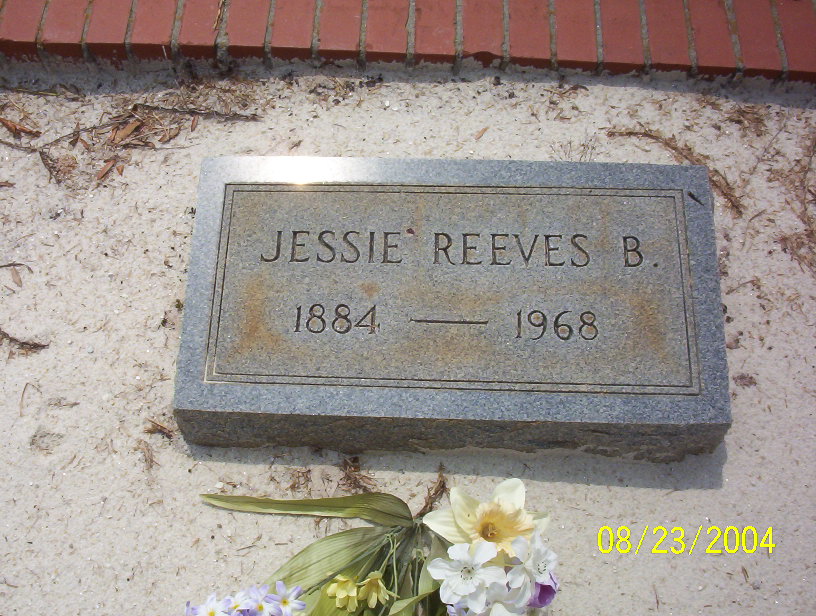 JESSIE REEVES B.
1884 — 1968
08/23/2004